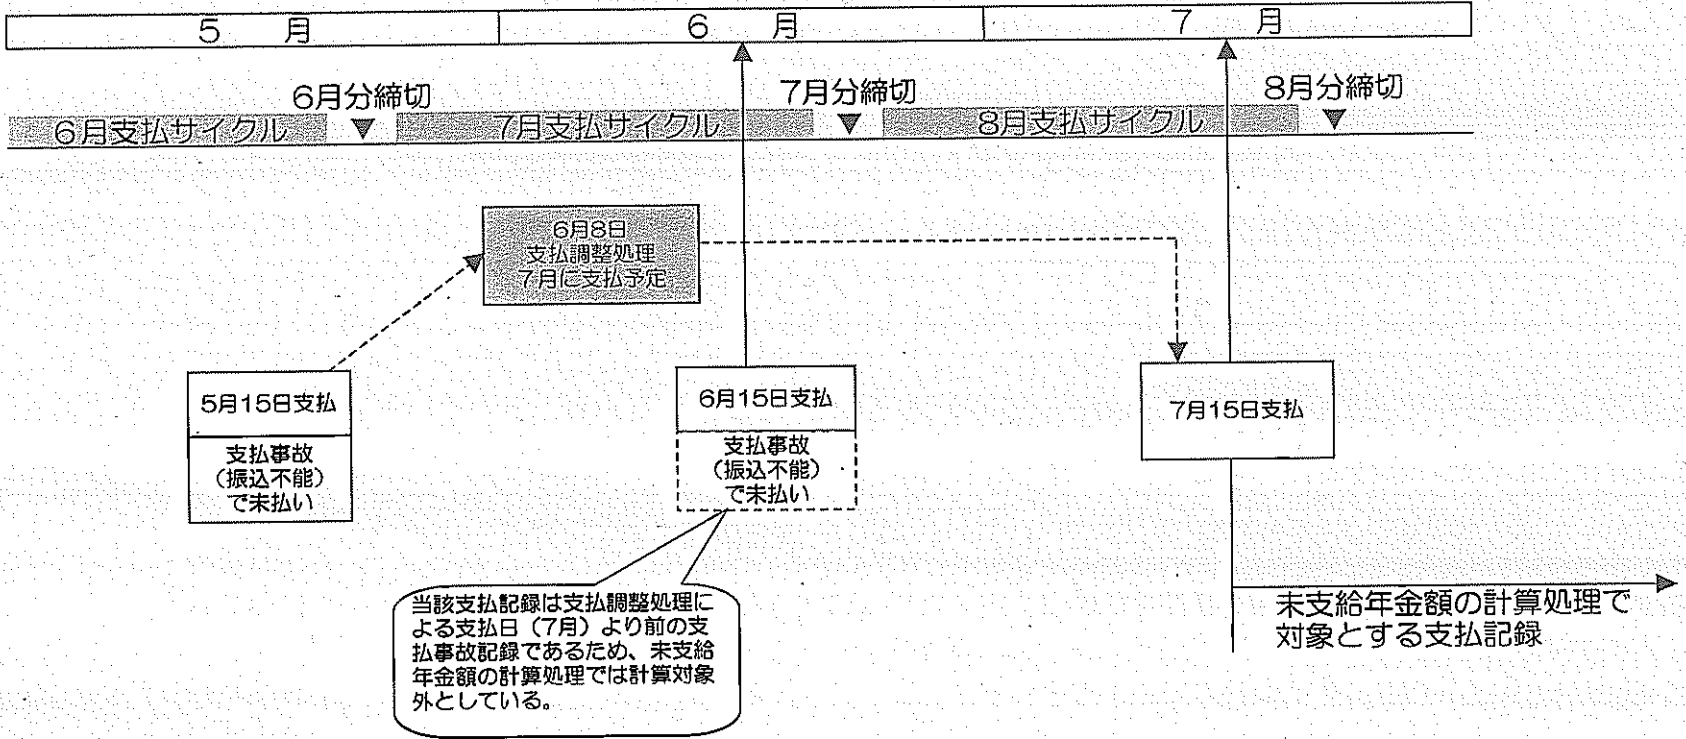 5 月
6 月
7 月
6月分締切
7月分締切
8月分締切
6月支払サイクル
7月支払サイクル
8月支払サイクル
6月8日
支払調整処理
7月に支払予定
5月15日支払
支払事故
(振込不能)
で未払い
6月15日支払
支払事故
(振込不能)
で未払い
7月15日支払
当該支払記録は支払調整処理に
よる支払日(7月)より前の支
払事故記録であるため、未支給
年金額の計算処理では計算対象
外としている。
未支給年金額の計算処理で
対象とする支払記録